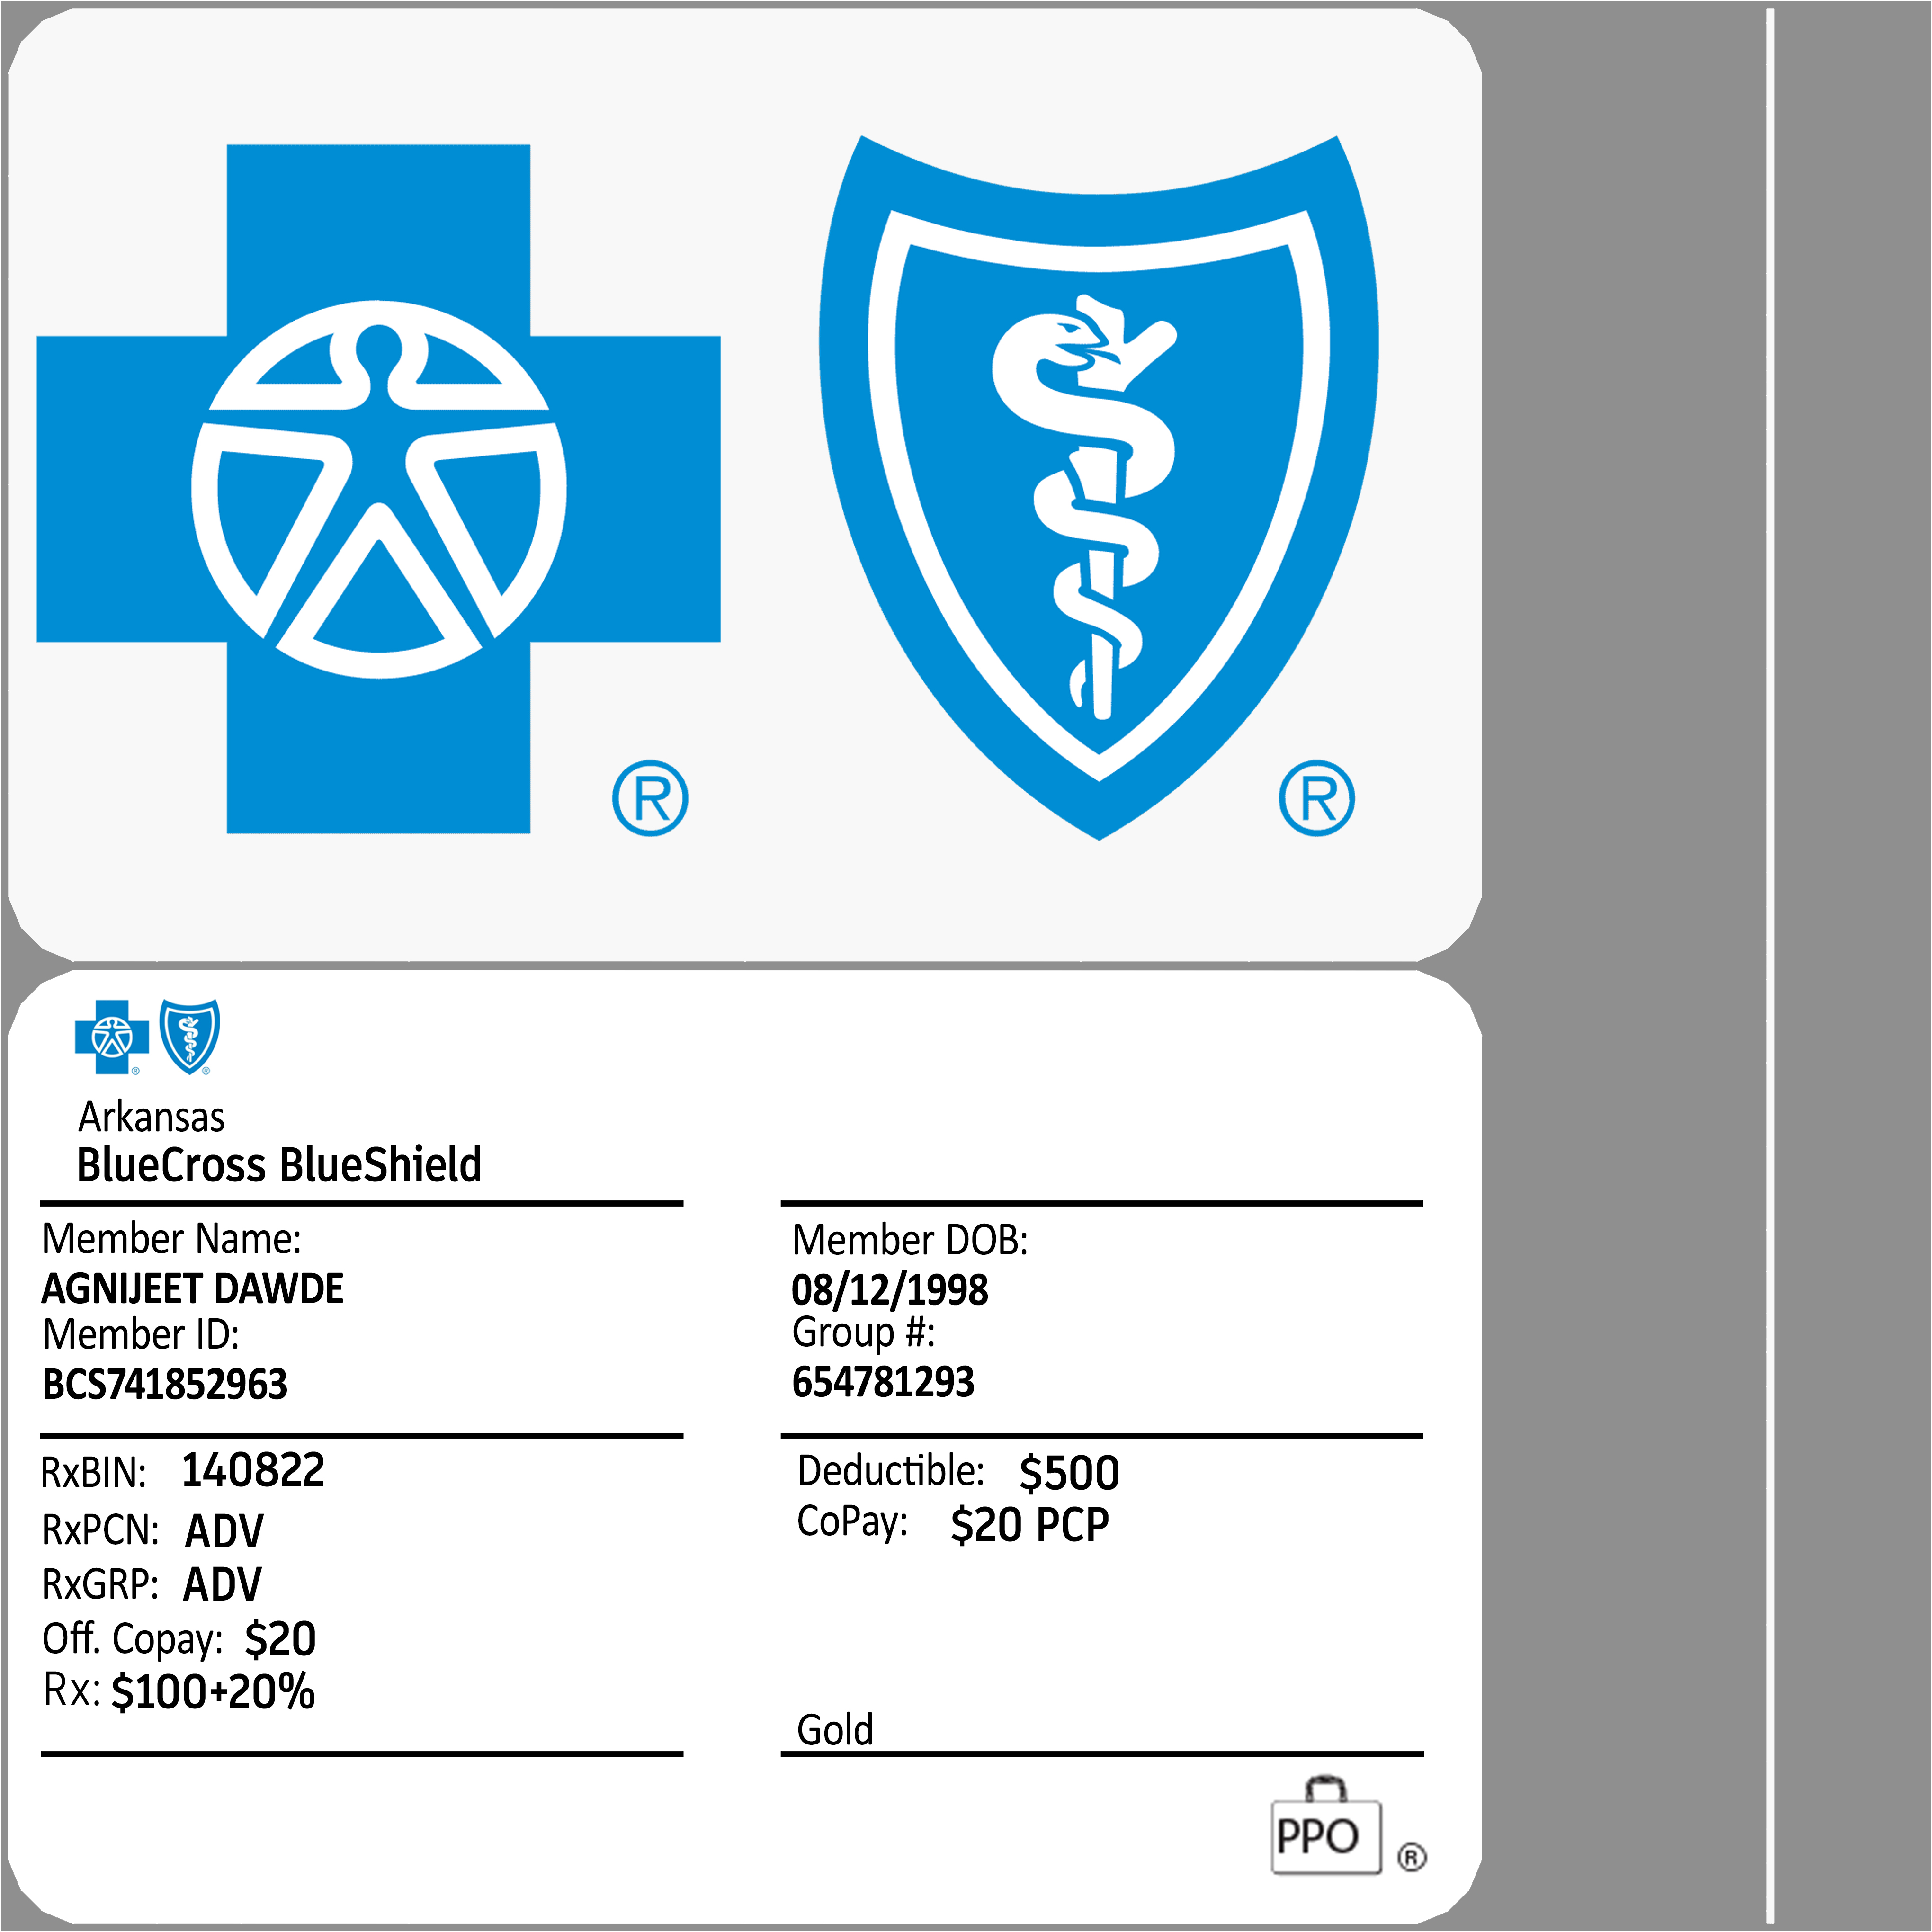 ®
®
®
®
Arkansas
BlueCross BlueShield
Member Name:
AGNIJEET DAWDE
Member ID:
BCS741852963
Member DOB:
08/12/1998
Group #:
654781293
RxBIN: 140822
RxPCN: ADV
RxGRP: ADV
Off. Copay: $20
Rx: $100+20%
Deductible: $500
CoPay: $20 PCP
Gold
PPO ®